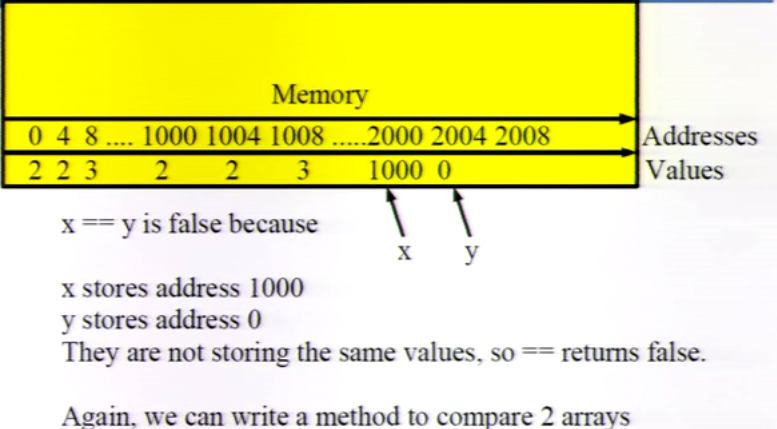 Memory
0 4 8 .... 1000 1004 1008 .....2000 2004 2008 Addresses
2 2 3 2 2 3 1000 0 Values
x == y is false because
x y
x stores address 1000
y stores address 0
They are not storing the same values, so == returns false.
Again, we can write a method to compare 2 arrays